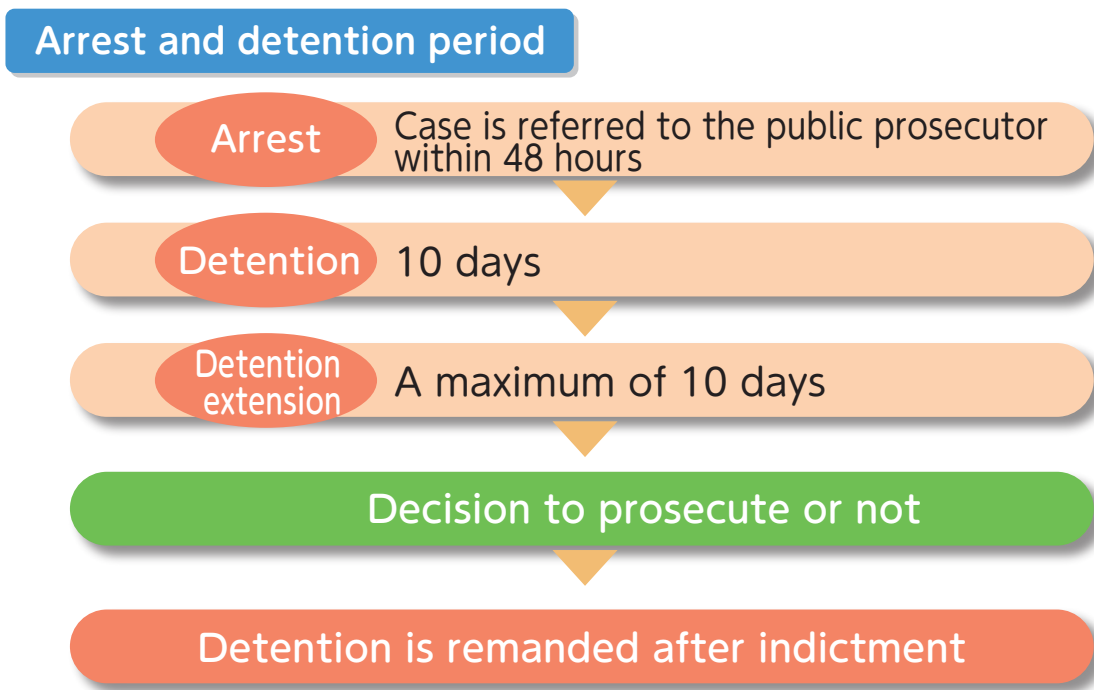 Arrest and detention period
Arrest
Case is referred to the public prosecutor
within 48 hours
Detention
10 days
Detention
extension
A maximum of 10 days
Decision to prosecute or not
Detention is remanded after indictment